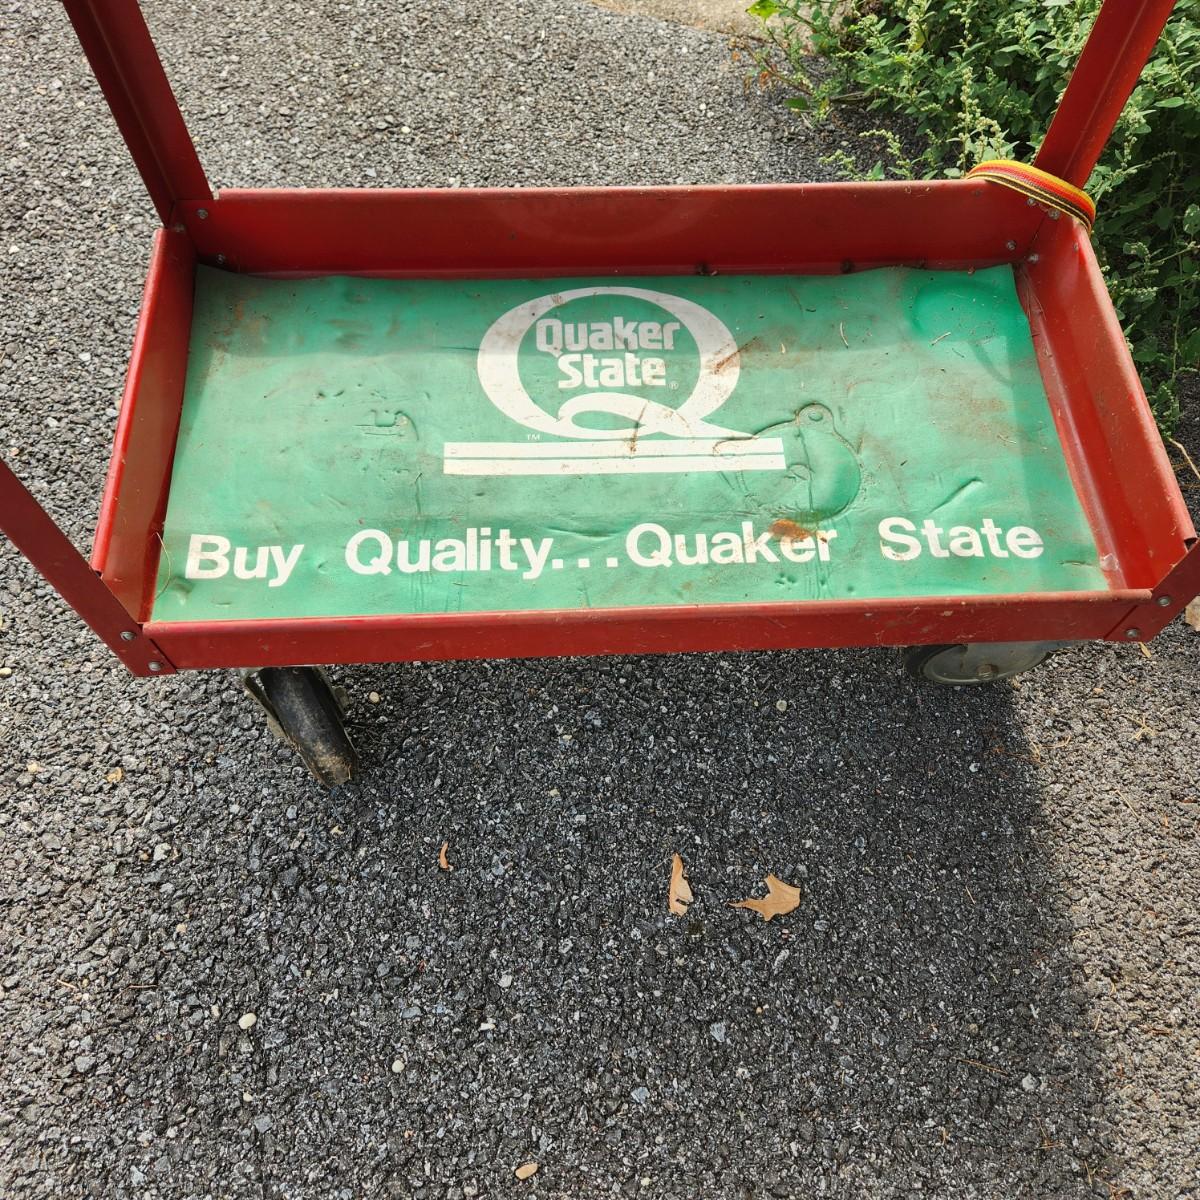 Quaker
State®
™
Buy Quality...Quaker State